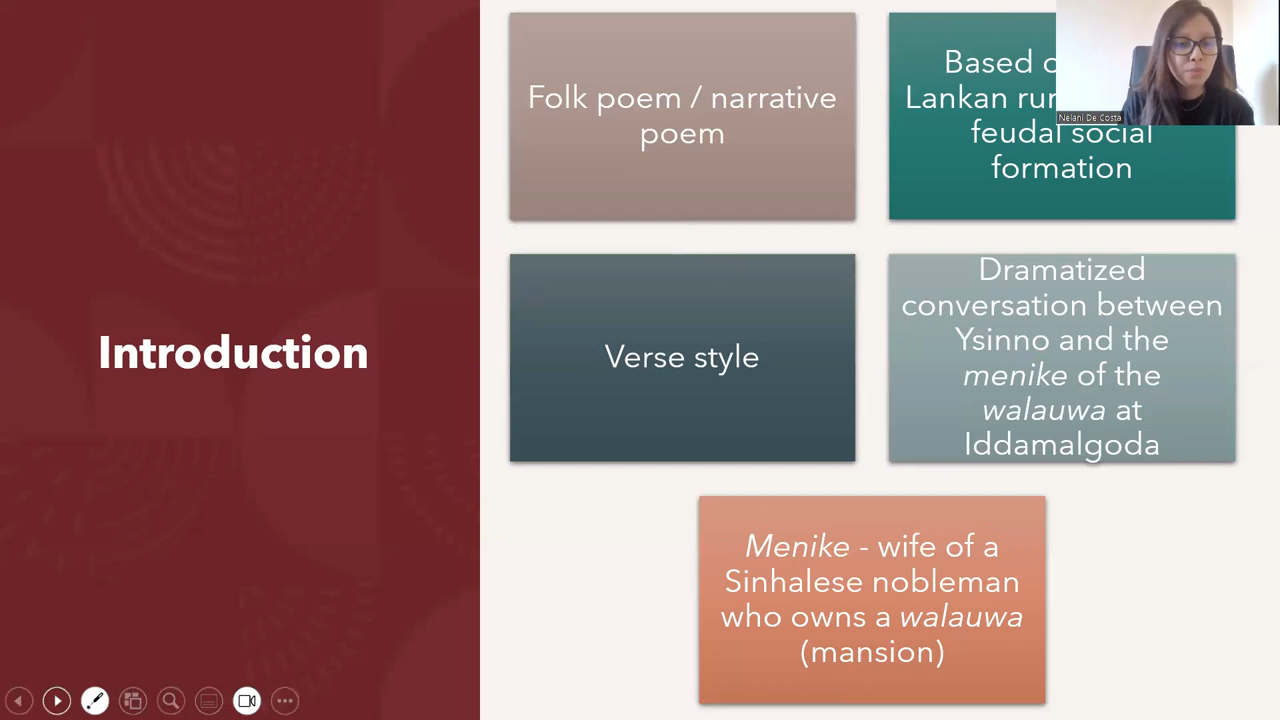 Introduction
Folk poem / narrative
poem
Based
Lankan
feudal social
formation
Nelani De Costa
Verse style
Dramatized
conversation between
Ysinno and the
menike of the
walauwa at
Iddamalgoda
Menike - wife of a
Sinhalese nobleman
who owns a walauwa
(mansion)